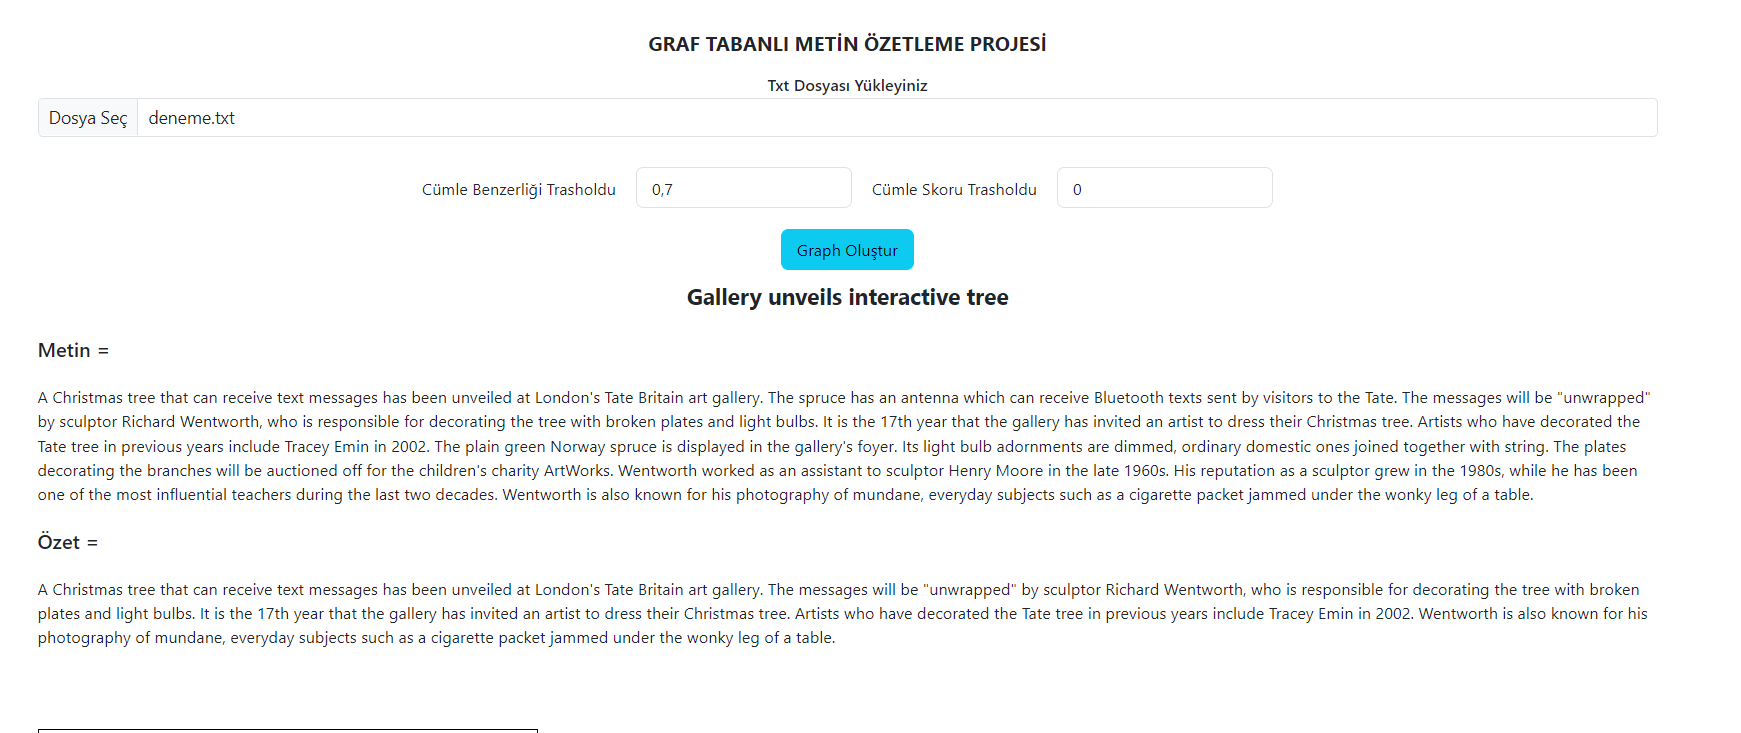 GRAF TABANLI METİN ÖZETLEME PROJESİ
Txt Dosyası Yükleyiniz
Dosya Seç deneme.txt
Cümle Benzerliği Trasholdu 0,7 Cümle Skoru Trasholdu 0
Graph Oluştur
Gallery unveils interactive tree
Metin =
A Christmas tree that can receive text messages has been unveiled at London's Tate Britain art gallery. The spruce has an antenna which can receive Bluetooth texts sent by visitors to the Tate. The messages will be "unwrapped"
by sculptor Richard Wentworth, who is responsible for decorating the tree with broken plates and light bulbs. It is the 17th year that the gallery has invited an artist to dress their Christmas tree. Artists who have decorated the
Tate tree in previous years include Tracey Emin in 2002. The plain green Norway spruce is displayed in the gallery's foyer. Its light bulb adornments are dimmed, ordinary domestic ones joined together with string. The plates
decorating the branches will be auctioned off for the children's charity ArtWorks. Wentworth worked as an assistant to sculptor Henry Moore in the late 1960s. His reputation as a sculptor grew in the 1980s, while he has been
one of the most influential teachers during the last two decades. Wentworth is also known for his photography of mundane, everyday subjects such as a cigarette packet jammed under the wonky leg of a table.
Özet =
A Christmas tree that can receive text messages has been unveiled at London's Tate Britain art gallery. The messages will be "unwrapped" by sculptor Richard Wentworth, who is responsible for decorating the tree with broken
plates and light bulbs. It is the 17th year that the gallery has invited an artist to dress their Christmas tree. Artists who have decorated the Tate tree in previous years include Tracey Emin in 2002. Wentworth is also known for his
photography of mundane, everyday subjects such as a cigarette packet jammed under the wonky leg of a table.